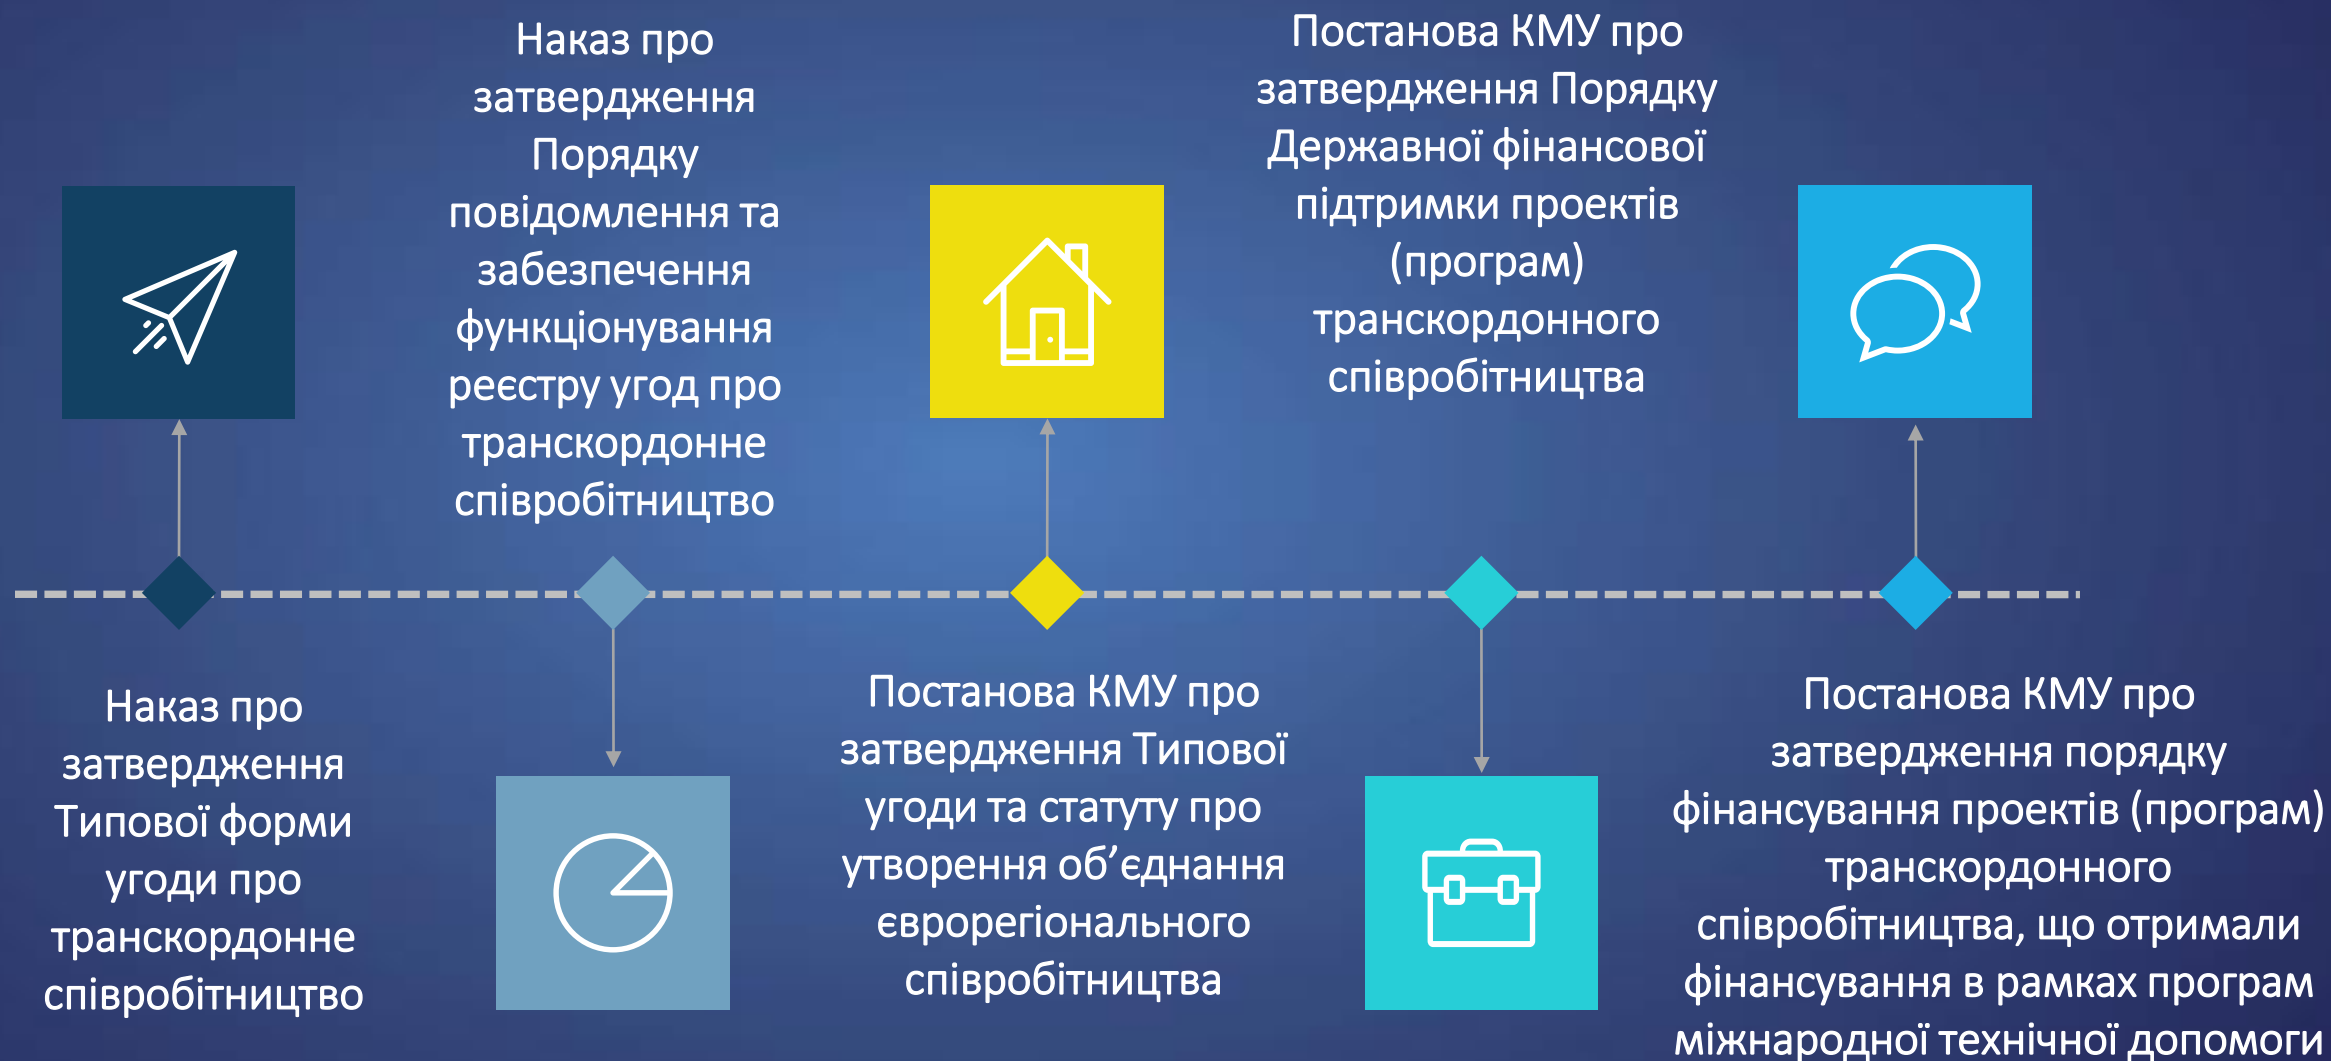 Наказ про
затвердження
Типової форми
угоди про
транскордонне
співробітництво
Наказ про
затвердження
Порядку
повідомлення та
забезпечення
функціонування
реєстру угод про
транскордонне
співробітництво
Постанова КМУ про
затвердження Типової
угоди та статуту про
утворення об’єднання
єврорегіонального
співробітництва
Постанова КМУ про
затвердження Порядку
Державної фінансової
підтримки проектів
(програм)
транскордонного
співробітництва
Постанова КМУ про
затвердження порядку
фінансування проектів (програм)
транскордонного
співробітництва, що отримали
фінансування в рамках програм
міжнародної технічної допомоги